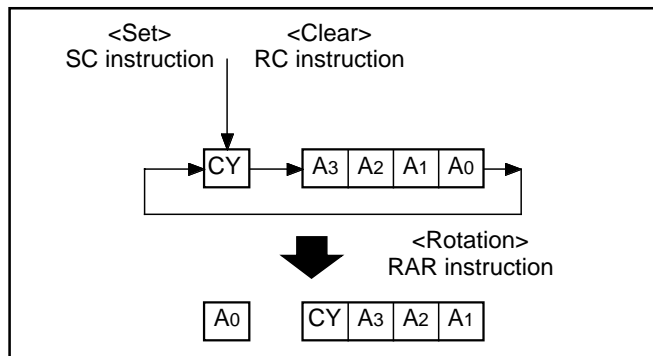 <Set> <Clear>
SC instruction RC instruction
CY A3 A2 A1 A0
<Rotation>
RAR instruction
A0 CY A3 A2 A1